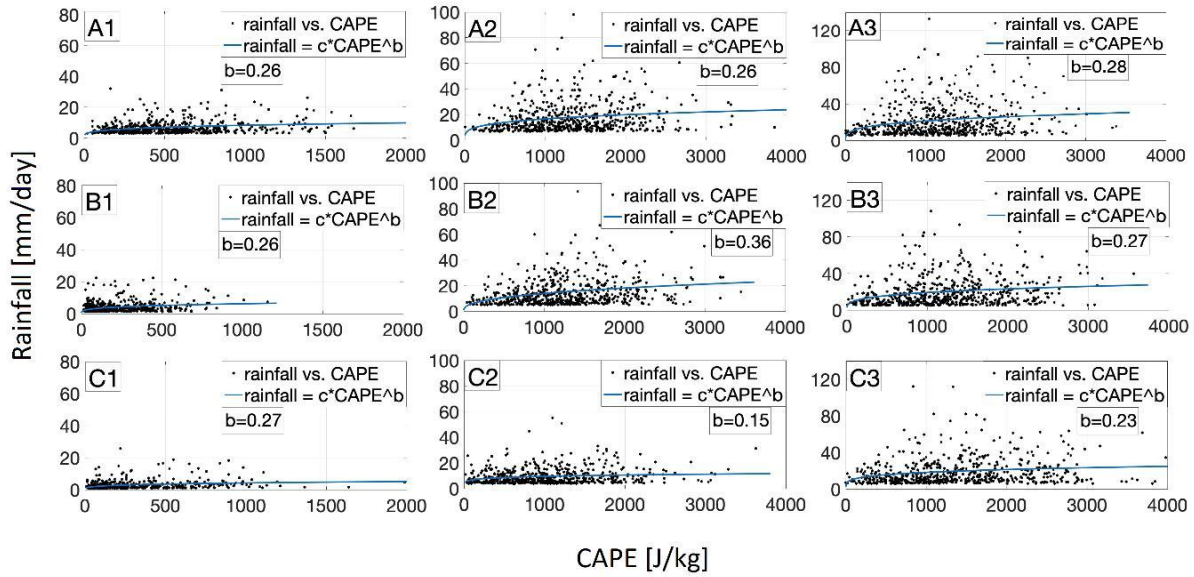 A1
rainfall vs. CAPE
rainfall = c*CAPE^b
b=0.26
80
60
40
20
0
0 500 1000 1500 2000
A2
rainfall vs. CAPE
rainfall = c*CAPE^b
b=0.26
100
80
60
40
20
0
0 1000 2000 3000 4000
A3
rainfall vs. CAPE
rainfall = c*CAPE^b
b=0.28
120
80
40
0
0 1000 2000 3000 4000
Rainfall [mm/day]
B1
rainfall vs. CAPE
rainfall = c*CAPE^b
b=0.26
80
60
40
20
0
0 500 1000 1500 2000
B2
rainfall vs. CAPE
rainfall = c*CAPE^b
b=0.36
100
80
60
40
20
0
0 1000 2000 3000 4000
B3
rainfall vs. CAPE
rainfall = c*CAPE^b
b=0.27
120
80
40
0
0 1000 2000 3000 4000
C1
rainfall vs. CAPE
rainfall = c*CAPE^b
b=0.27
80
60
40
20
0
0 500 1000 1500 2000
C2
rainfall vs. CAPE
rainfall = c*CAPE^b
b=0.15
100
80
60
40
20
0
0 1000 2000 3000 4000
C3
rainfall vs. CAPE
rainfall = c*CAPE^b
b=0.23
120
80
40
0
0 1000 2000 3000 4000
CAPE [J/kg]